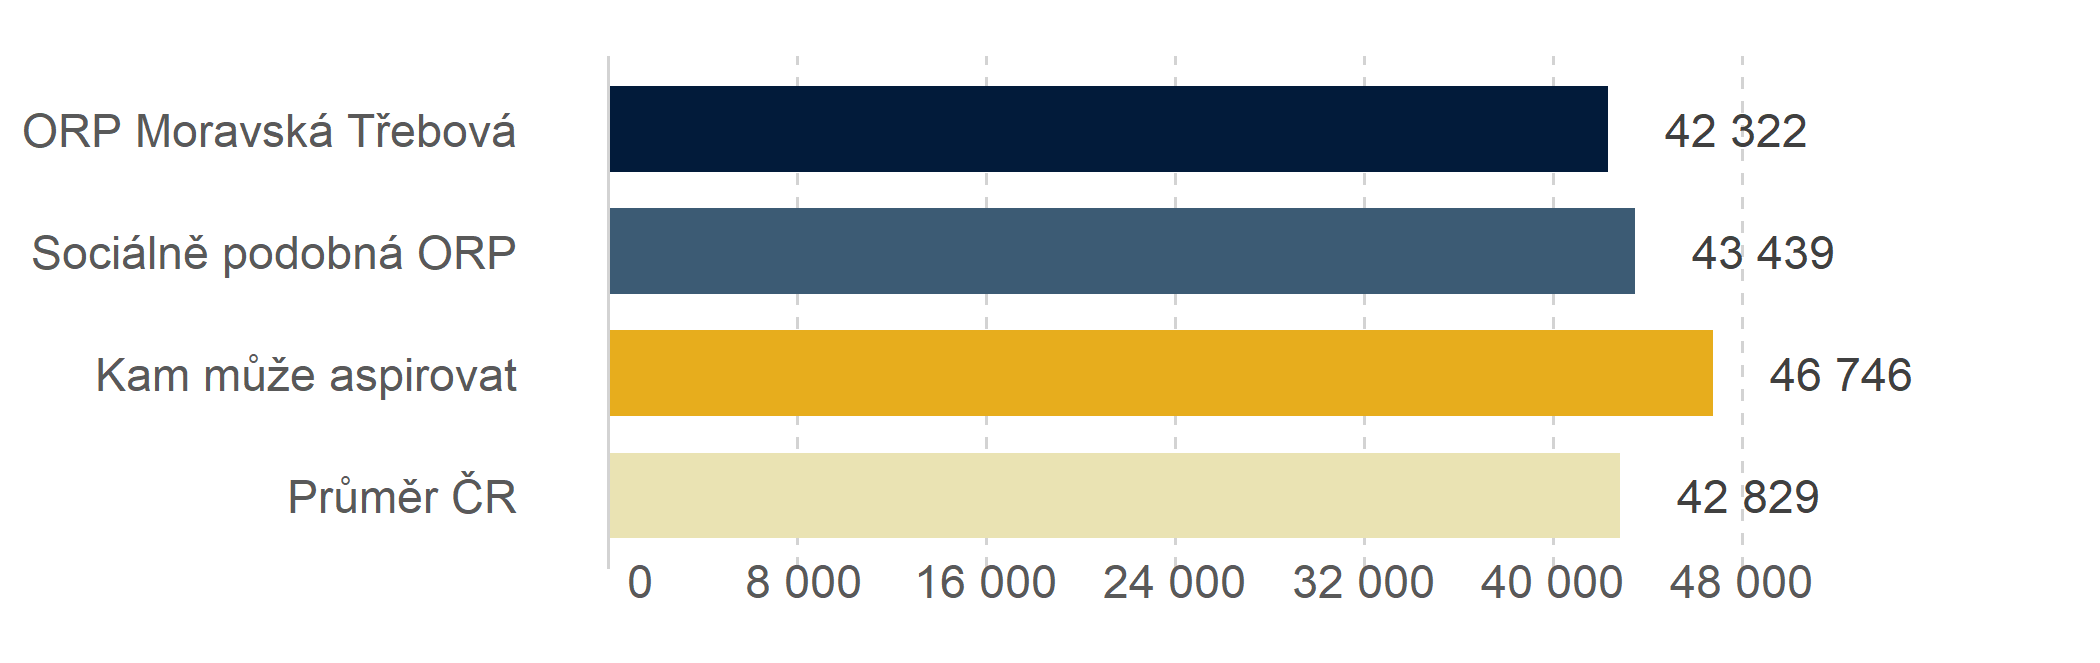 ORP Moravská Třebová 42 322
Sociálně podobná ORP 43 439
Kam může aspirovat 46 746
Průměr ČR 42 829
0 8 000 16 000 24 000 32 000 40 000 48 000